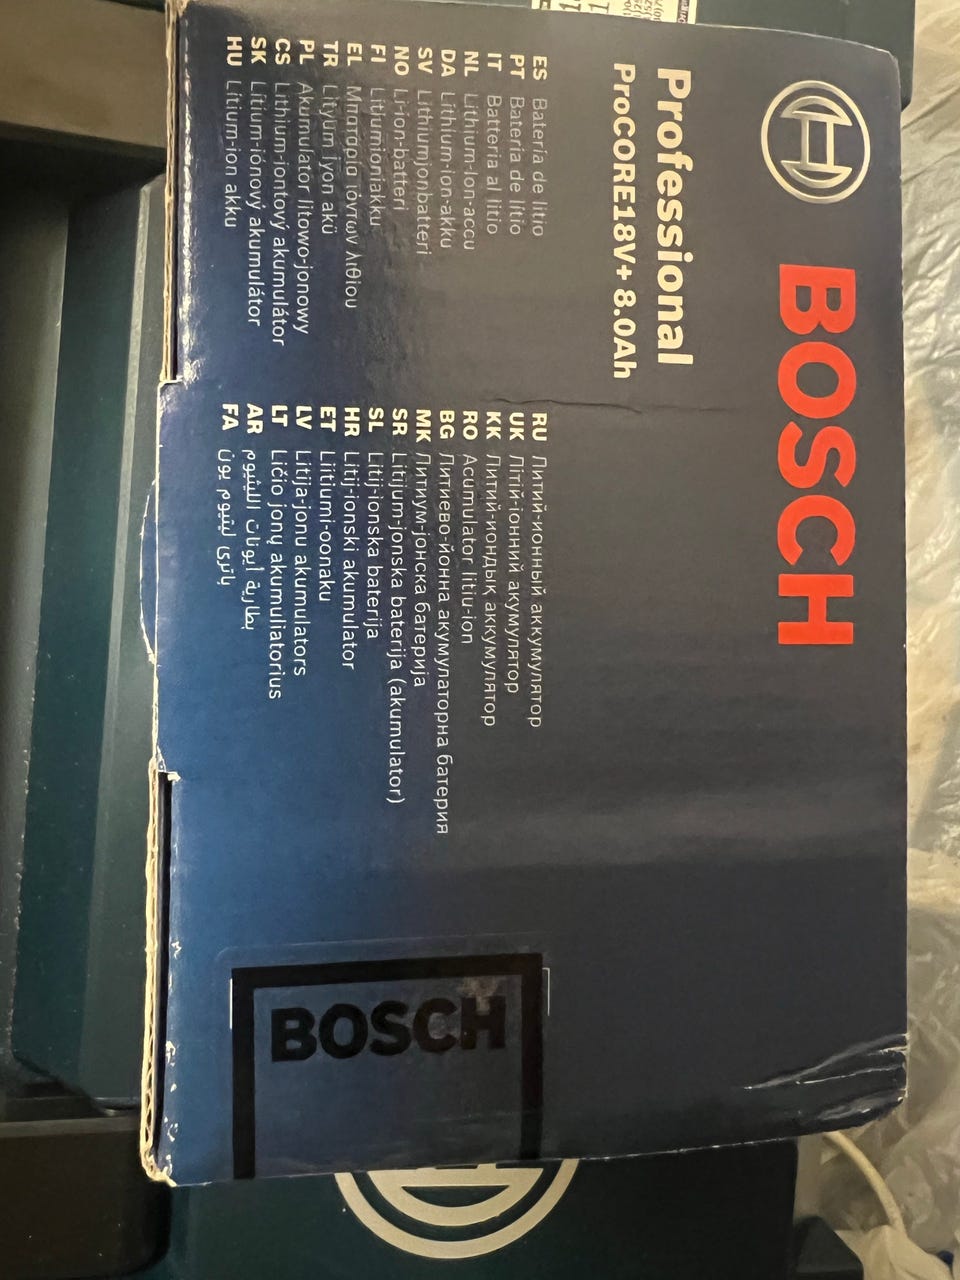 BOSCH
Professional
ProCORE18V+ 8.0Ah
ES Batería de litio
PT Bateria de lítio
IT Batteria al litio
NL Lithium-Ion-accu
DA Lithium-ion-akku
SV Lithiumjonbatteri
NO Li-ion-batteri
FI Litiumioniakku
EL Μπαταρία ιόντων λιθίου
TR Lityum İyon akü
PL Akumulator litowo-jonowy
CS Lithium-iontový akumulátor
SK Lítium-iónový akumulátor
HU Lítium-ion akku
RU Литий-ионный аккумулятор
UK Літій-іонний акумулятор
KK Литий-иондық аккумулятор
RO Acumulator litiu-ion
BG Литиево-йонна акумулаторна батерия
MK Литиум-јонска батерија
SR Litijum-jonska baterija (akumulator)
SL Litij-ionska baterija
HR Litij-ionski akumulator
ET Liitiumi-oonaku
LV Litija-jonu akumulators
LT Ličio jonų akumuliatorius
AR بطارية أيونات الليثيوم
FA باتری لیتیوم یون
BOSCH